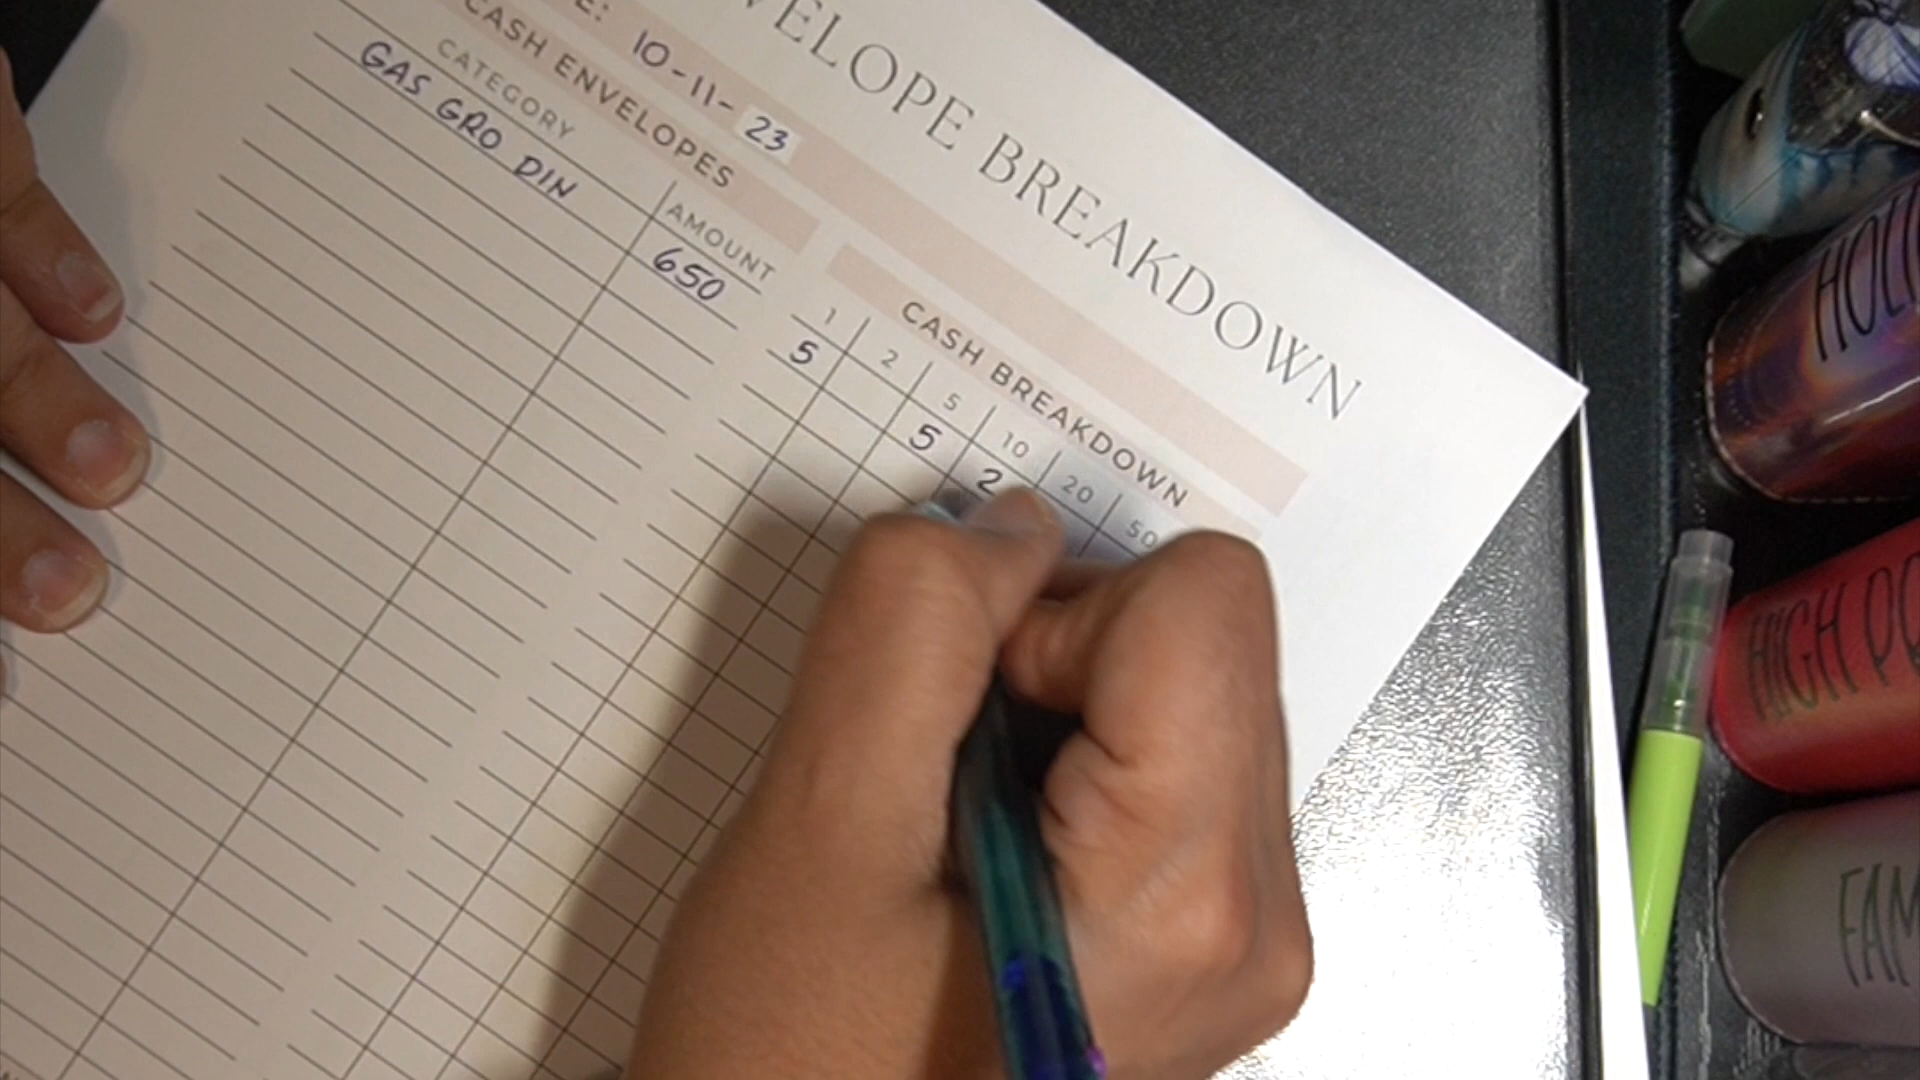 VELOPE BREAKDOWN
E: 10-11-23
CASH ENVELOPES
CATEGORY AMOUNT
GAS GRO DIN 650
CASH BREAKDOWN
1 2 5 10 20 50
5 5 2
HIGH
FAM